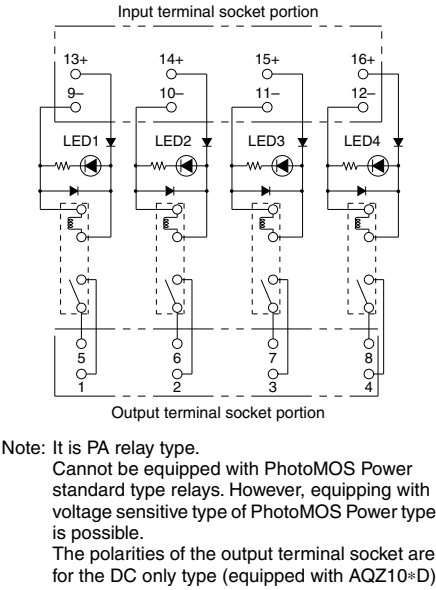 Input terminal socket portion
13+ 14+ 15+ 16+
9– 10– 11– 12–
LED1 LED2 LED3 LED4
5 6 7 8
1 2 3 4
Output terminal socket portion
Note: It is PA relay type.
Cannot be equipped with PhotoMOS Power
standard type relays. However, equipping with
voltage sensitive type of PhotoMOS Power type
is possible.
The polarities of the output terminal socket are
for the DC only type (equipped with AQZ10*D)